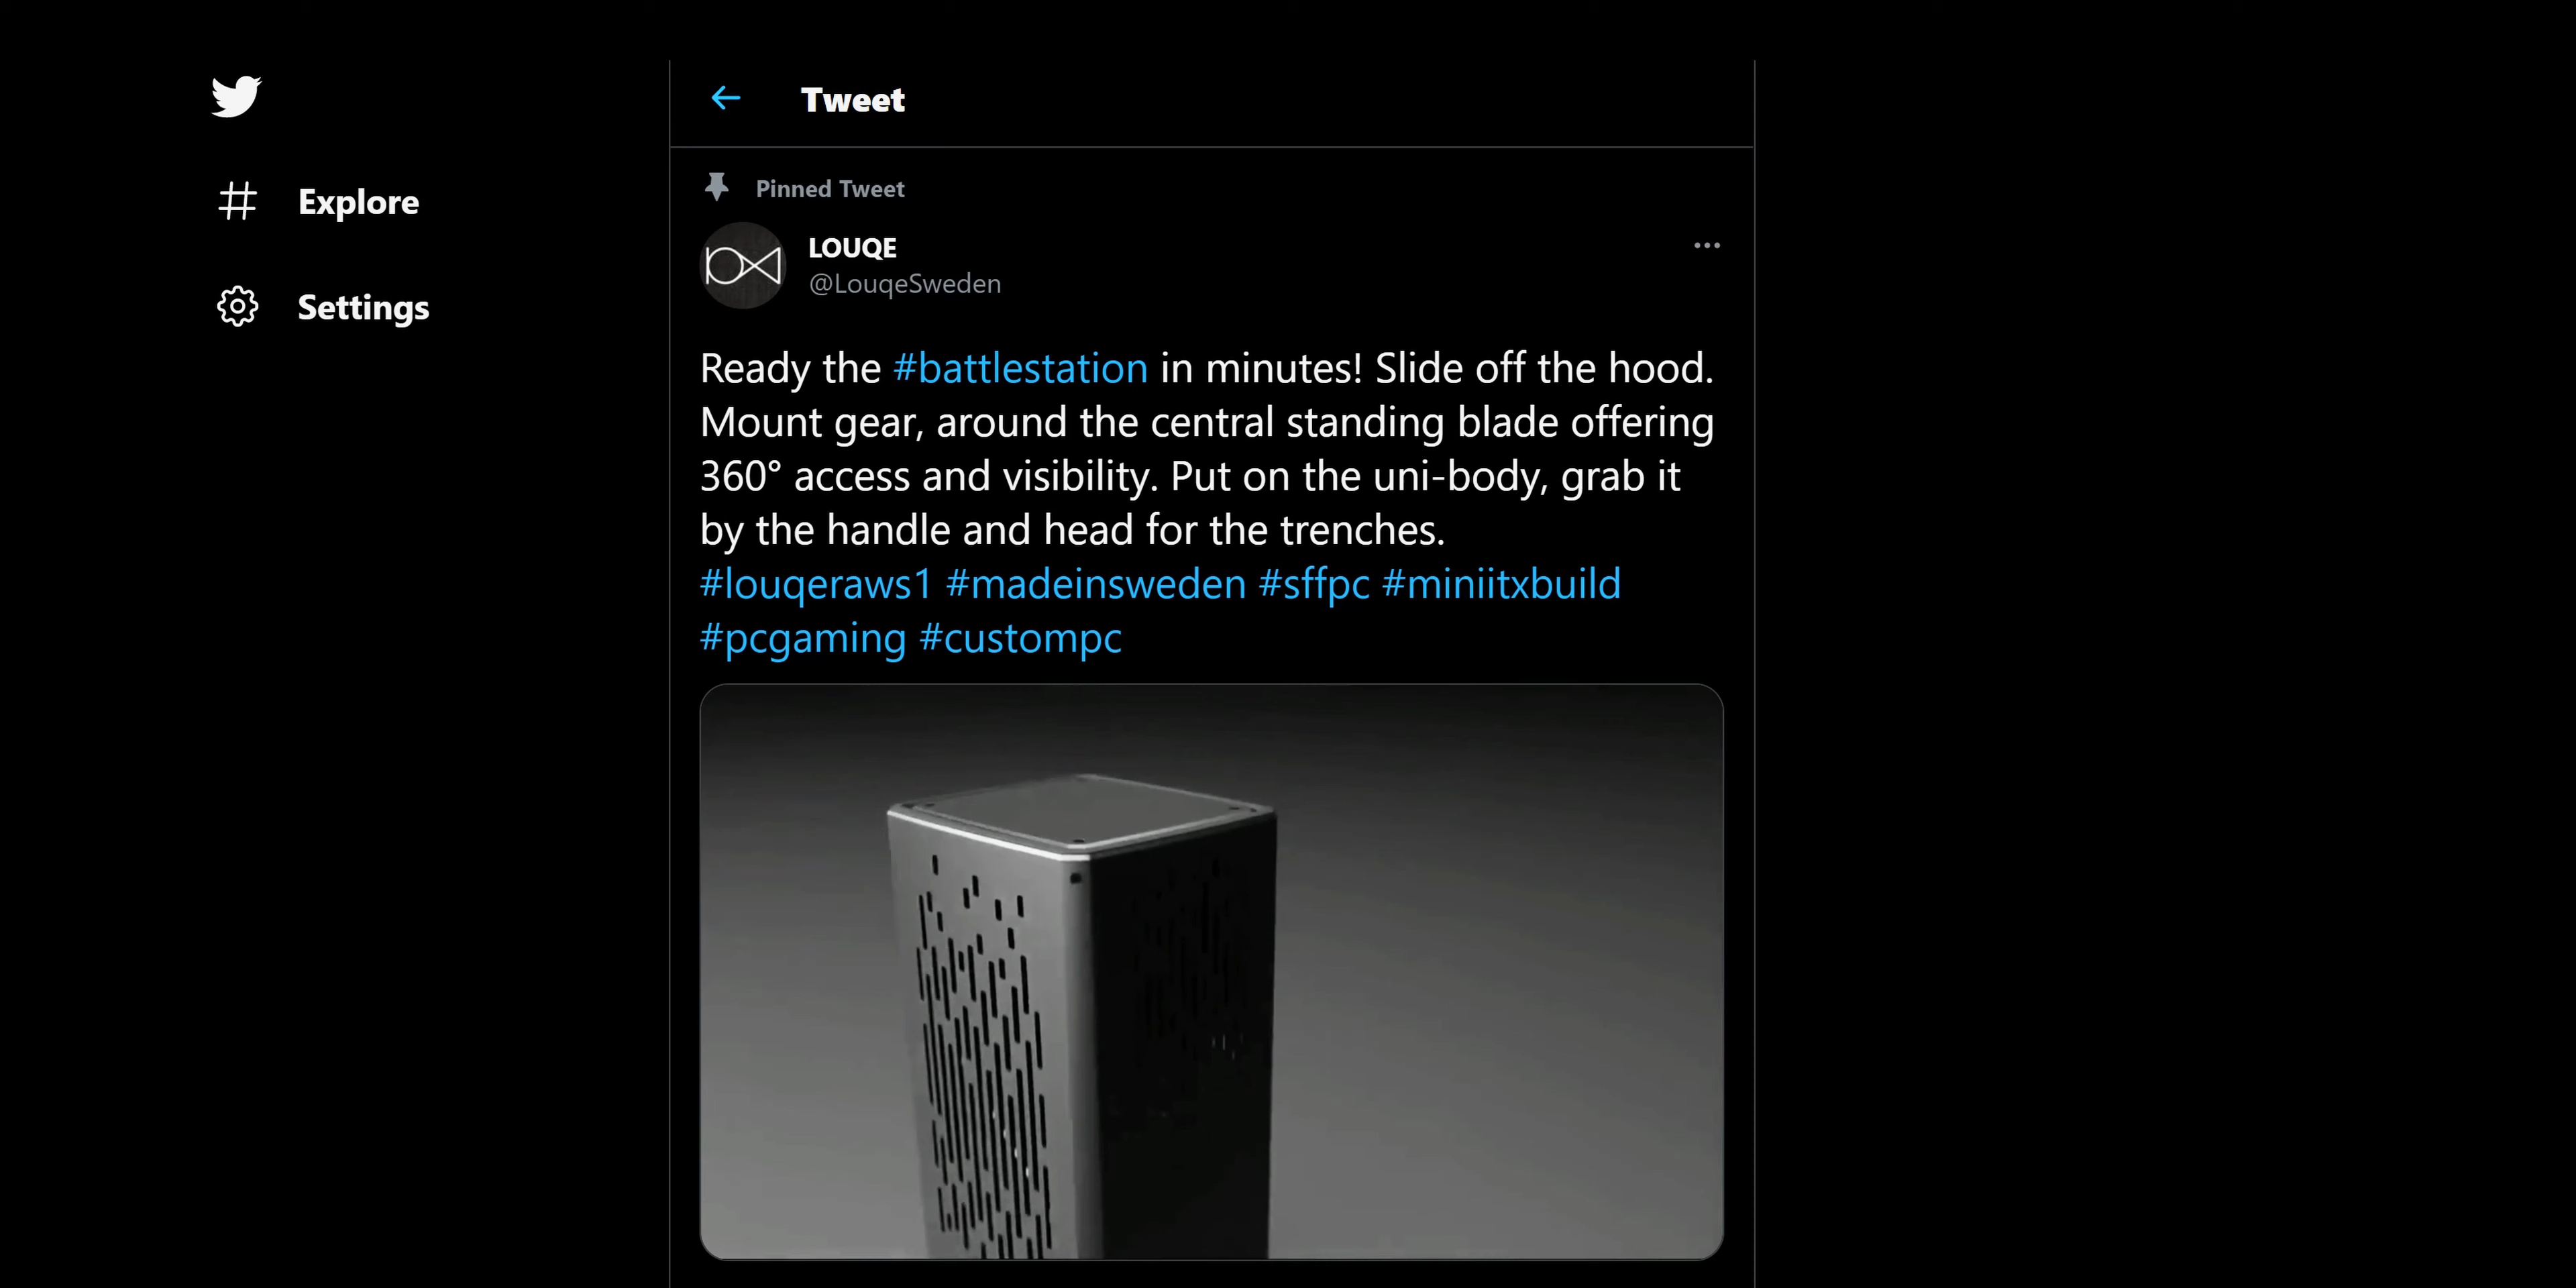 Tweet
Explore
Settings
Pinned Tweet
LOUQE
@LouqeSweden
Ready the #battlestation in minutes! Slide off the hood.
Mount gear, around the central standing blade offering
360° access and visibility. Put on the uni-body, grab it
by the handle and head for the trenches.
#louqeraws1 #madeinsweden #sffpc #miniitxbuild
#pcgaming #custompc